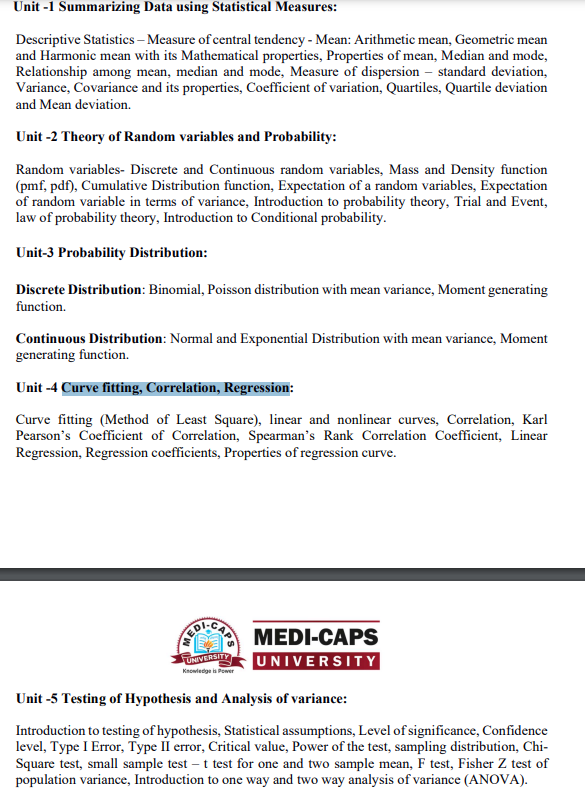 Unit -1 Summarizing Data using Statistical Measures:
Descriptive Statistics – Measure of central tendency - Mean: Arithmetic mean, Geometric mean
and Harmonic mean with its Mathematical properties, Properties of mean, Median and mode,
Relationship among mean, median and mode, Measure of dispersion – standard deviation,
Variance, Covariance and its properties, Coefficient of variation, Quartiles, Quartile deviation
and Mean deviation.
Unit -2 Theory of Random variables and Probability:
Random variables- Discrete and Continuous random variables, Mass and Density function
(pmf, pdf), Cumulative Distribution function, Expectation of a random variables, Expectation
of random variable in terms of variance, Introduction to probability theory, Trial and Event,
law of probability theory, Introduction to Conditional probability.
Unit-3 Probability Distribution:
Discrete Distribution: Binomial, Poisson distribution with mean variance, Moment generating
function.
Continuous Distribution: Normal and Exponential Distribution with mean variance, Moment
generating function.
Unit -4 Curve fitting, Correlation, Regression:
Curve fitting (Method of Least Square), linear and nonlinear curves, Correlation, Karl
Pearson's Coefficient of Correlation, Spearman's Rank Correlation Coefficient, Linear
Regression, Regression coefficients, Properties of regression curve.
MEDI-CAPS
UNIVERSITY
Knowledge is Power
MEDI-CAPS
UNIVERSITY
Unit -5 Testing of Hypothesis and Analysis of variance:
Introduction to testing of hypothesis, Statistical assumptions, Level of significance, Confidence
level, Type I Error, Type II error, Critical value, Power of the test, sampling distribution, Chi-
Square test, small sample test – t test for one and two sample mean, F test, Fisher Z test of
population variance, Introduction to one way and two way analysis of variance (ANOVA).